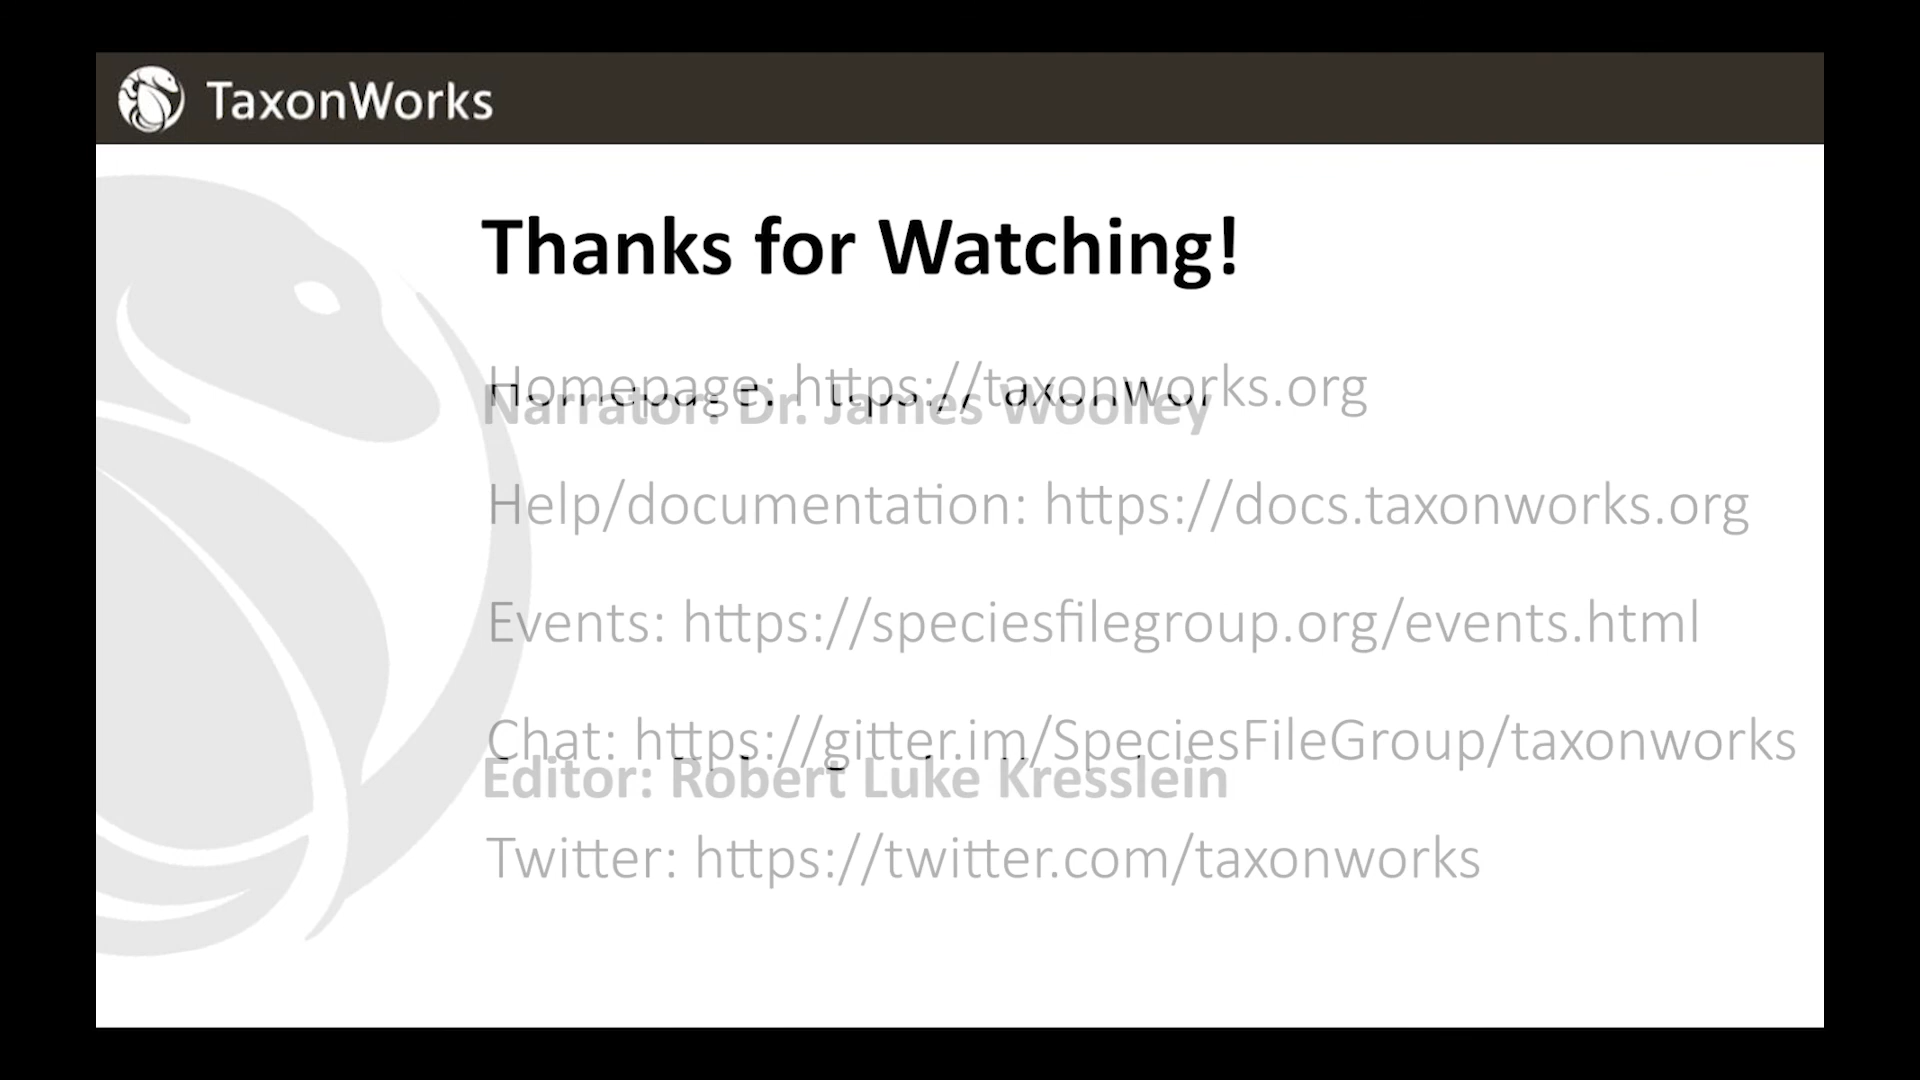 TaxonWorks
Thanks for Watching!
Homepage: https://taxonworks.org
Narrator: Dr. James Woolley
Help/documentation: https://docs.taxonworks.org
Events: https://speciesfilegroup.org/events.html
Chat: https://gitter.im/SpeciesFileGroup/taxonworks
Editor: Robert Luke Kresslein
Twitter: https://twitter.com/taxonworks